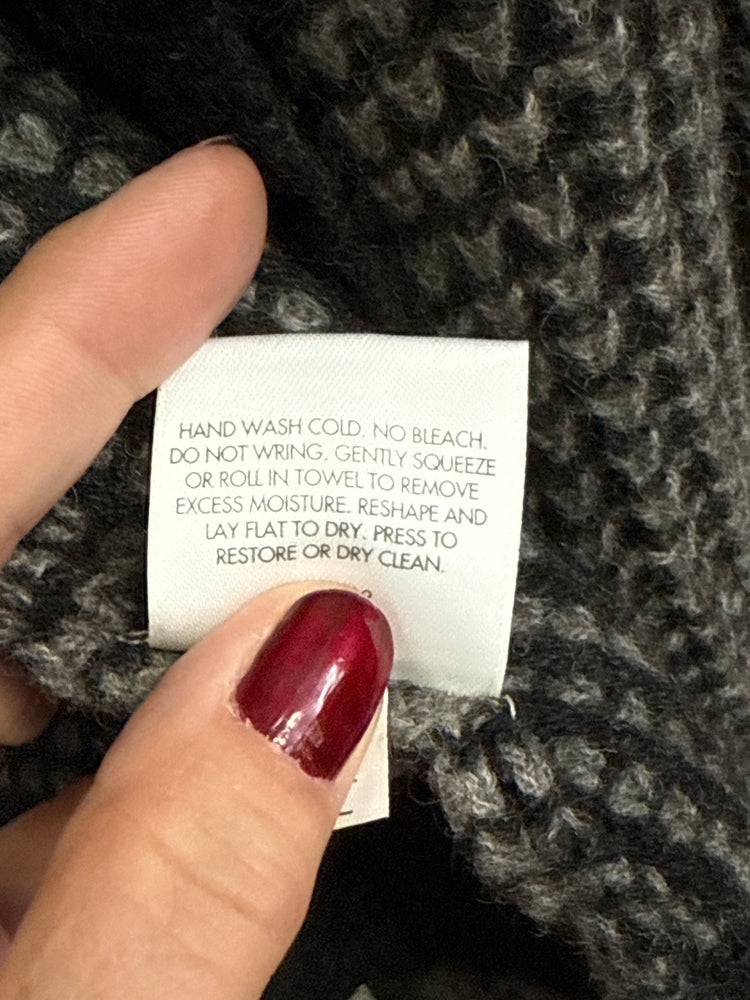 HAND WASH COLD. NO BLEACH.
DO NOT WRING. GENTLY SQUEEZE
OR ROLL IN TOWEL TO REMOVE
EXCESS MOISTURE. RESHAPE AND
LAY FLAT TO DRY. PRESS TO
RESTORE OR DRY CLEAN.